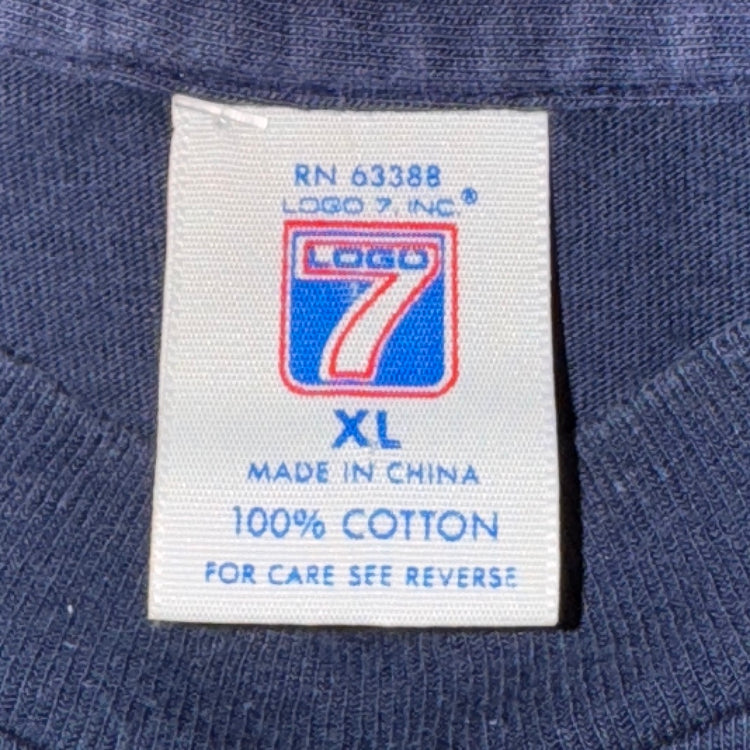 RN 63388
LOGO 7, INC.®
LOGO
7
XL
MADE IN CHINA
100% COTTON
FOR CARE SEE REVERSE